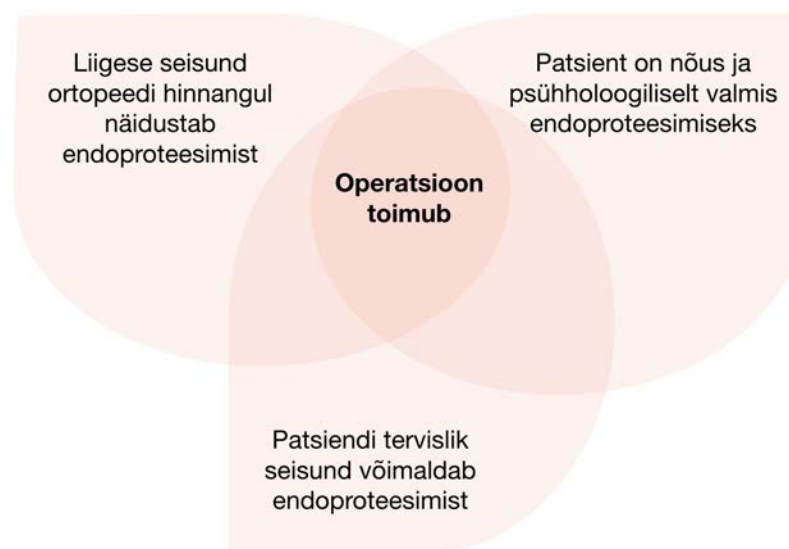 Liigese seisund
ortopeedi hinnangul
näidustab
endoproteesimist
Patsient on nõus ja
psühholoogiliselt valmis
endoproteesimiseks
Operatsioon
toimub
Patsiendi tervislik
seisund võimaldab
endoproteesimist